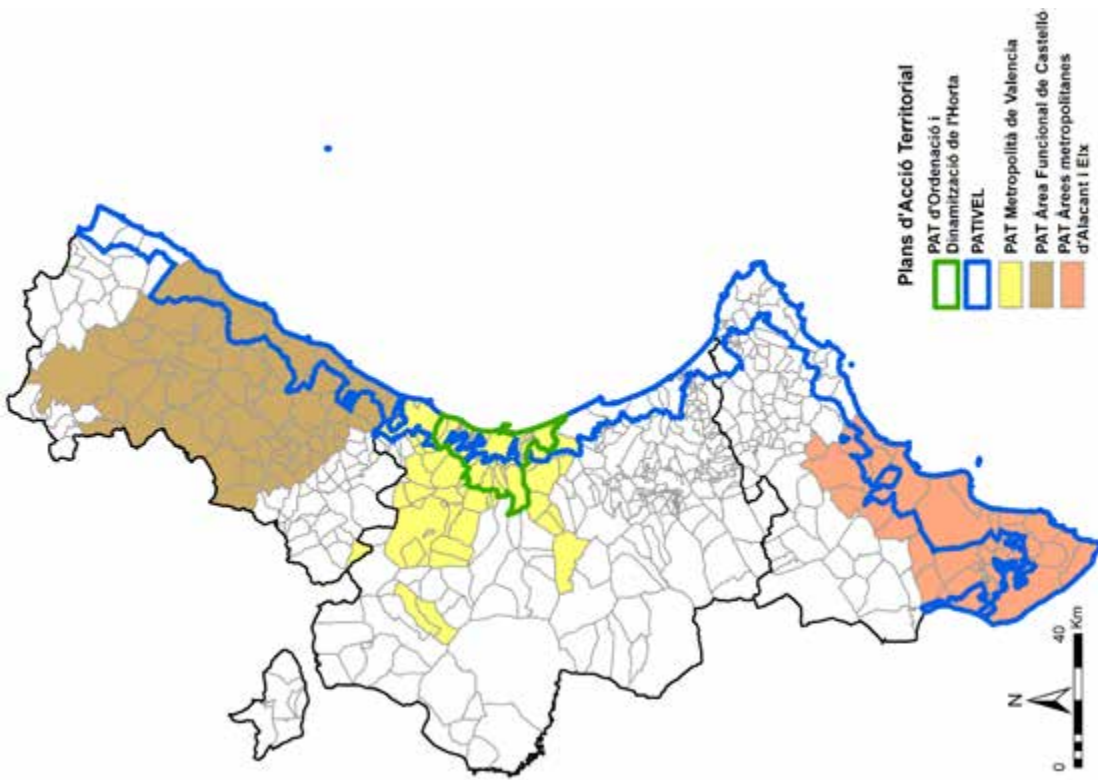 Plans d'Acció Territorial
PAT d'Ordenació i
Dinamització de l'Horta
PATIVEL
PAT Metropolità de Valencia
PAT Àrea Funcional de Castelló
PAT Àrees metropolitanes
d'Alacant i Elx
N
0 40
Km